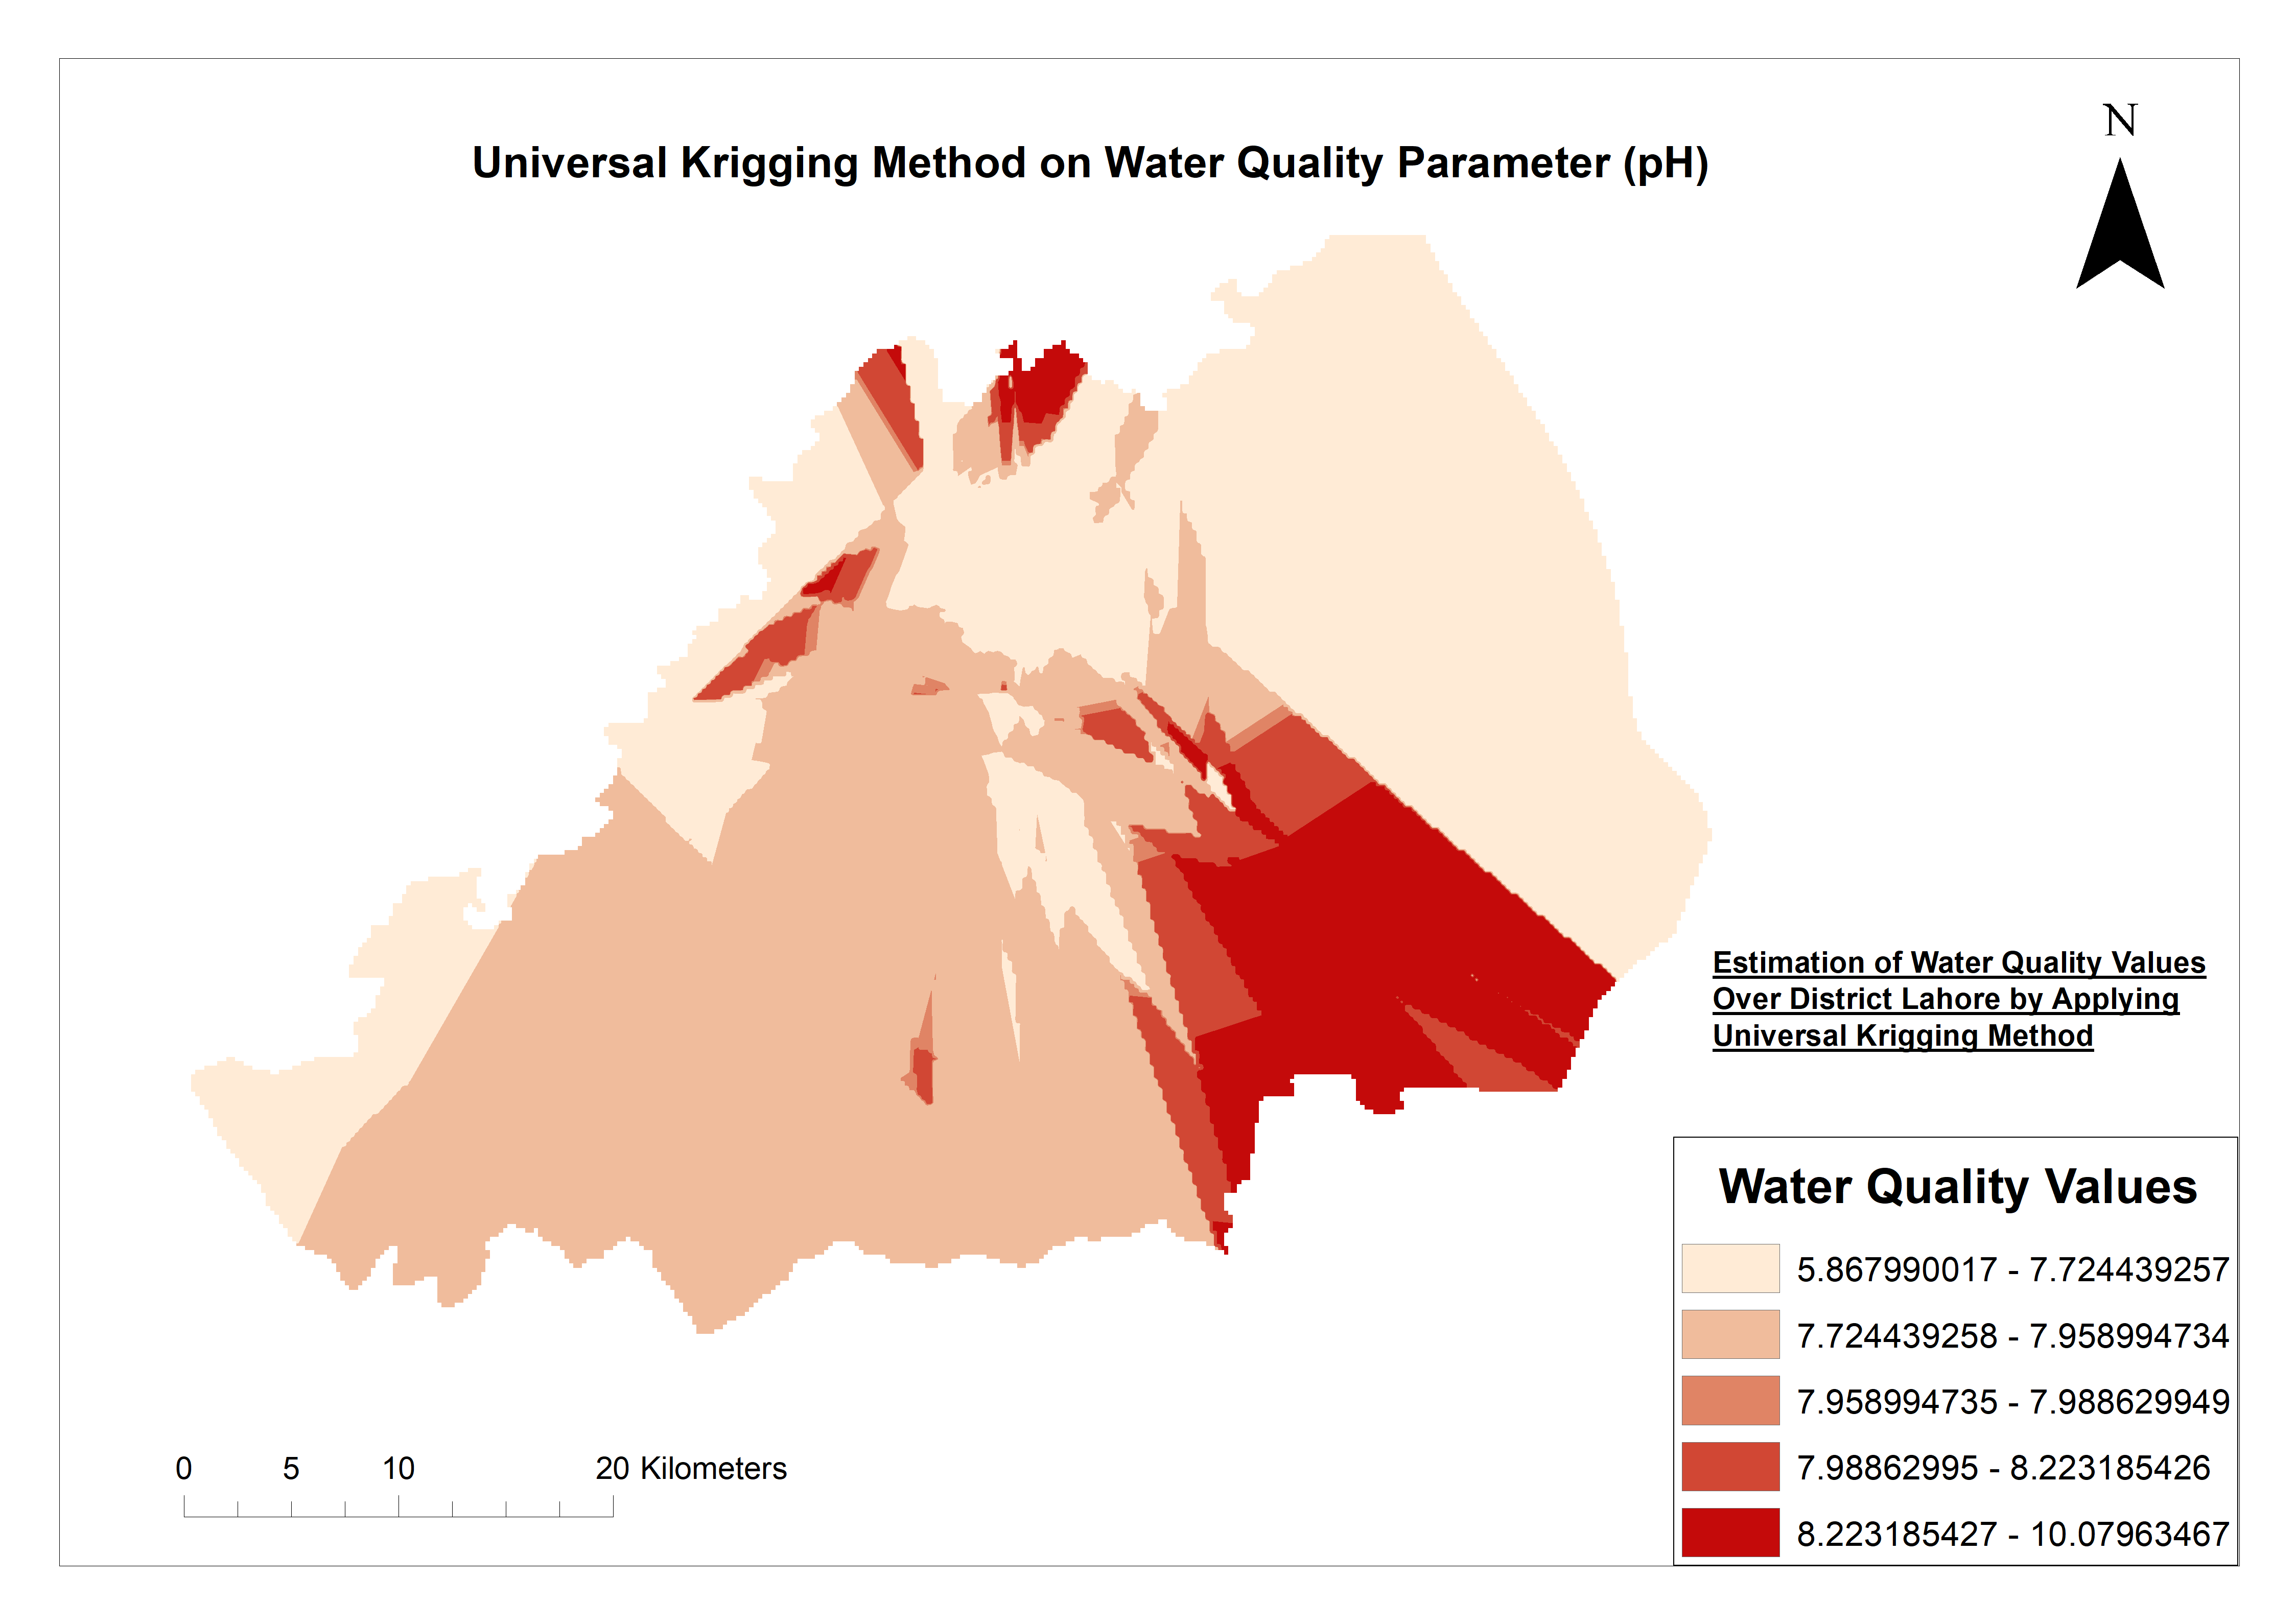 N
Universal Krigging Method on Water Quality Parameter (pH)
Estimation of Water Quality Values
Over District Lahore by Applying
Universal Krigging Method
Water Quality Values
5.867990017 - 7.724439257
7.724439258 - 7.958994734
7.958994735 - 7.988629949
7.98862995 - 8.223185426
8.223185427 - 10.07963467
0 5 10 20 Kilometers